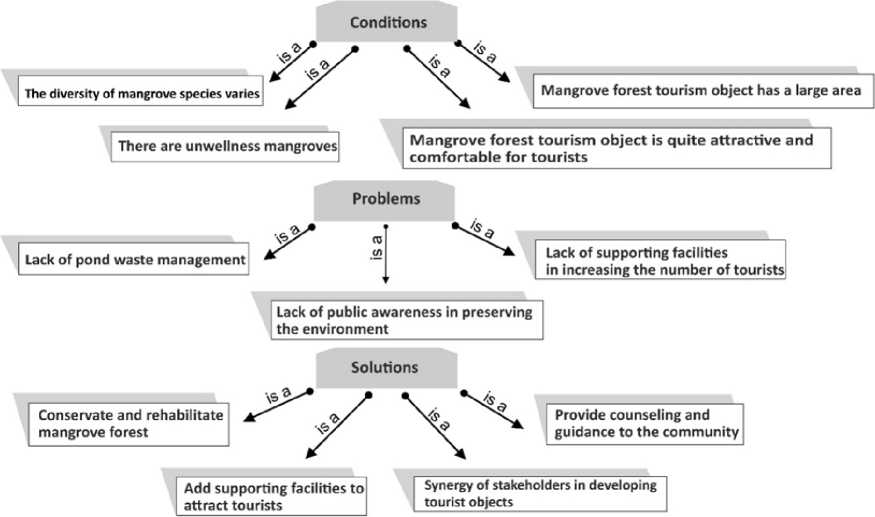 Conditions
is a
is a
is a
is a
The diversity of mangrove species varies
Mangrove forest tourism object has a large area
There are unwellness mangroves
Mangrove forest tourism object is quite attractive and
comfortable for tourists
Problems
is a
is a
is a
Lack of pond waste management
Lack of supporting facilities
in increasing the number of tourists
Lack of public awareness in preserving
the environment
Solutions
is a
is a
is a
is a
Conservate and rehabilitate
mangrove forest
Provide counseling and
guidance to the community
Add supporting facilities to
attract tourists
Synergy of stakeholders in developing
tourist objects